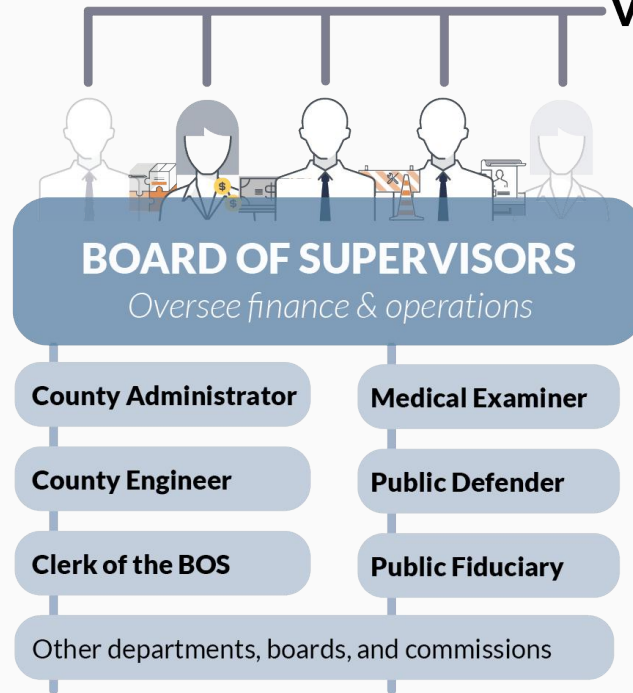 BOARD OF SUPERVISORS
Oversee finance & operations
County Administrator
Medical Examiner
County Engineer
Public Defender
Clerk of the BOS
Public Fiduciary
Other departments, boards, and commissions